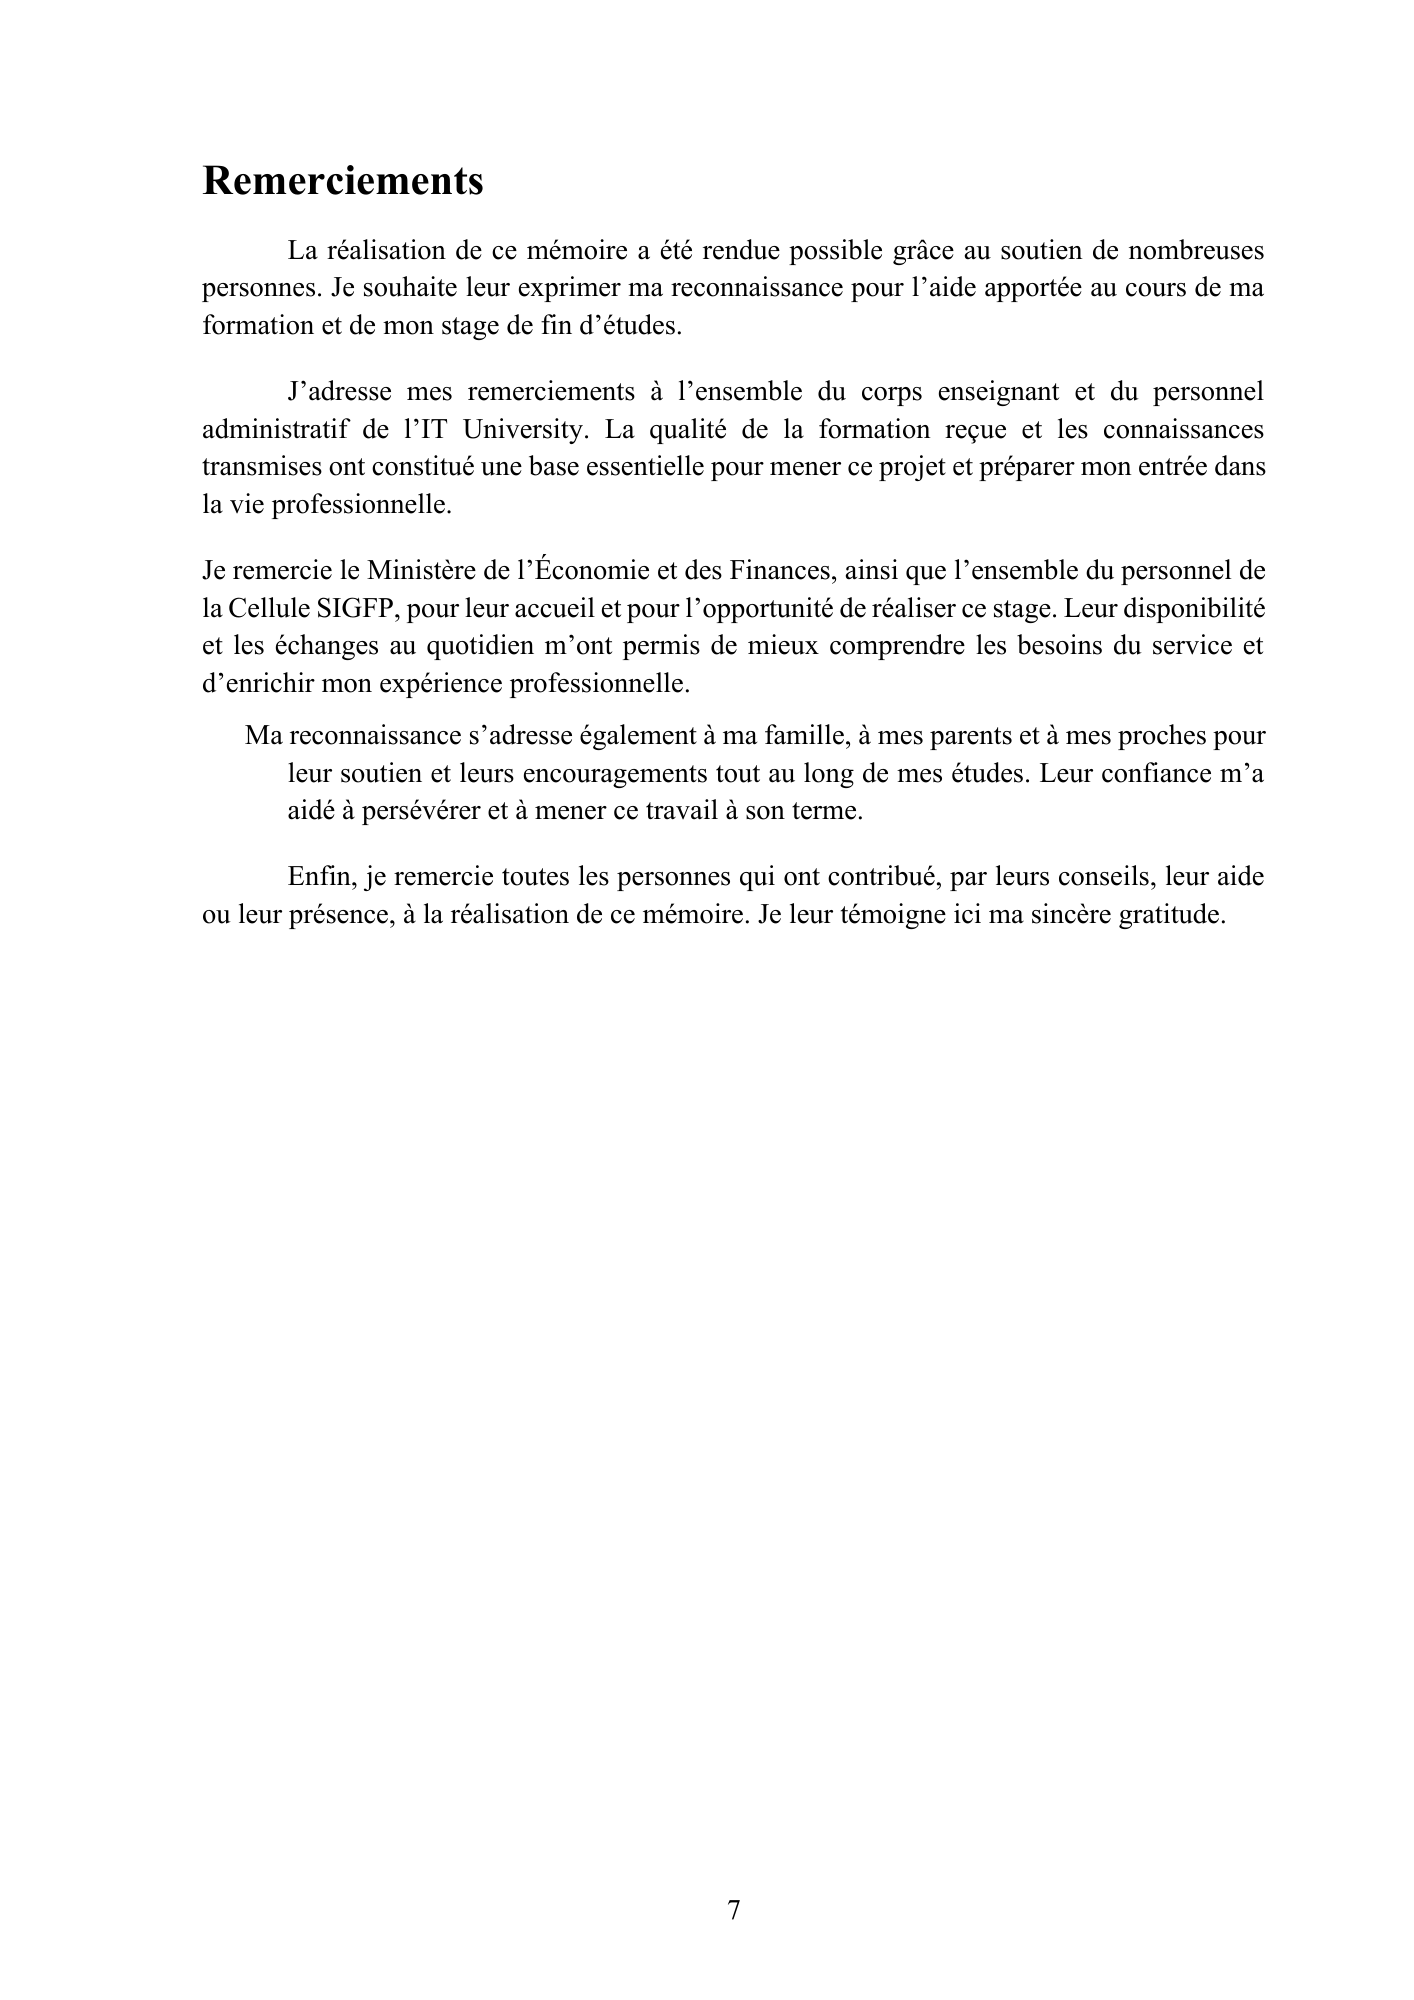 Remerciements
La réalisation de ce mémoire a été rendue possible grâce au soutien de nombreuses
personnes. Je souhaite leur exprimer ma reconnaissance pour l’aide apportée au cours de ma
formation et de mon stage de fin d’études.
J’adresse mes remerciements à l’ensemble du corps enseignant et du personnel
administratif de l’IT University. La qualité de la formation reçue et les connaissances
transmises ont constitué une base essentielle pour mener ce projet et préparer mon entrée dans
la vie professionnelle.
Je remercie le Ministère de l’Économie et des Finances, ainsi que l’ensemble du personnel de
la Cellule SIGFP, pour leur accueil et pour l’opportunité de réaliser ce stage. Leur disponibilité
et les échanges au quotidien m’ont permis de mieux comprendre les besoins du service et
d’enrichir mon expérience professionnelle.
Ma reconnaissance s’adresse également à ma famille, à mes parents et à mes proches pour
leur soutien et leurs encouragements tout au long de mes études. Leur confiance m’a
aidé à persévérer et à mener ce travail à son terme.
Enfin, je remercie toutes les personnes qui ont contribué, par leurs conseils, leur aide
ou leur présence, à la réalisation de ce mémoire. Je leur témoigne ici ma sincère gratitude.
7